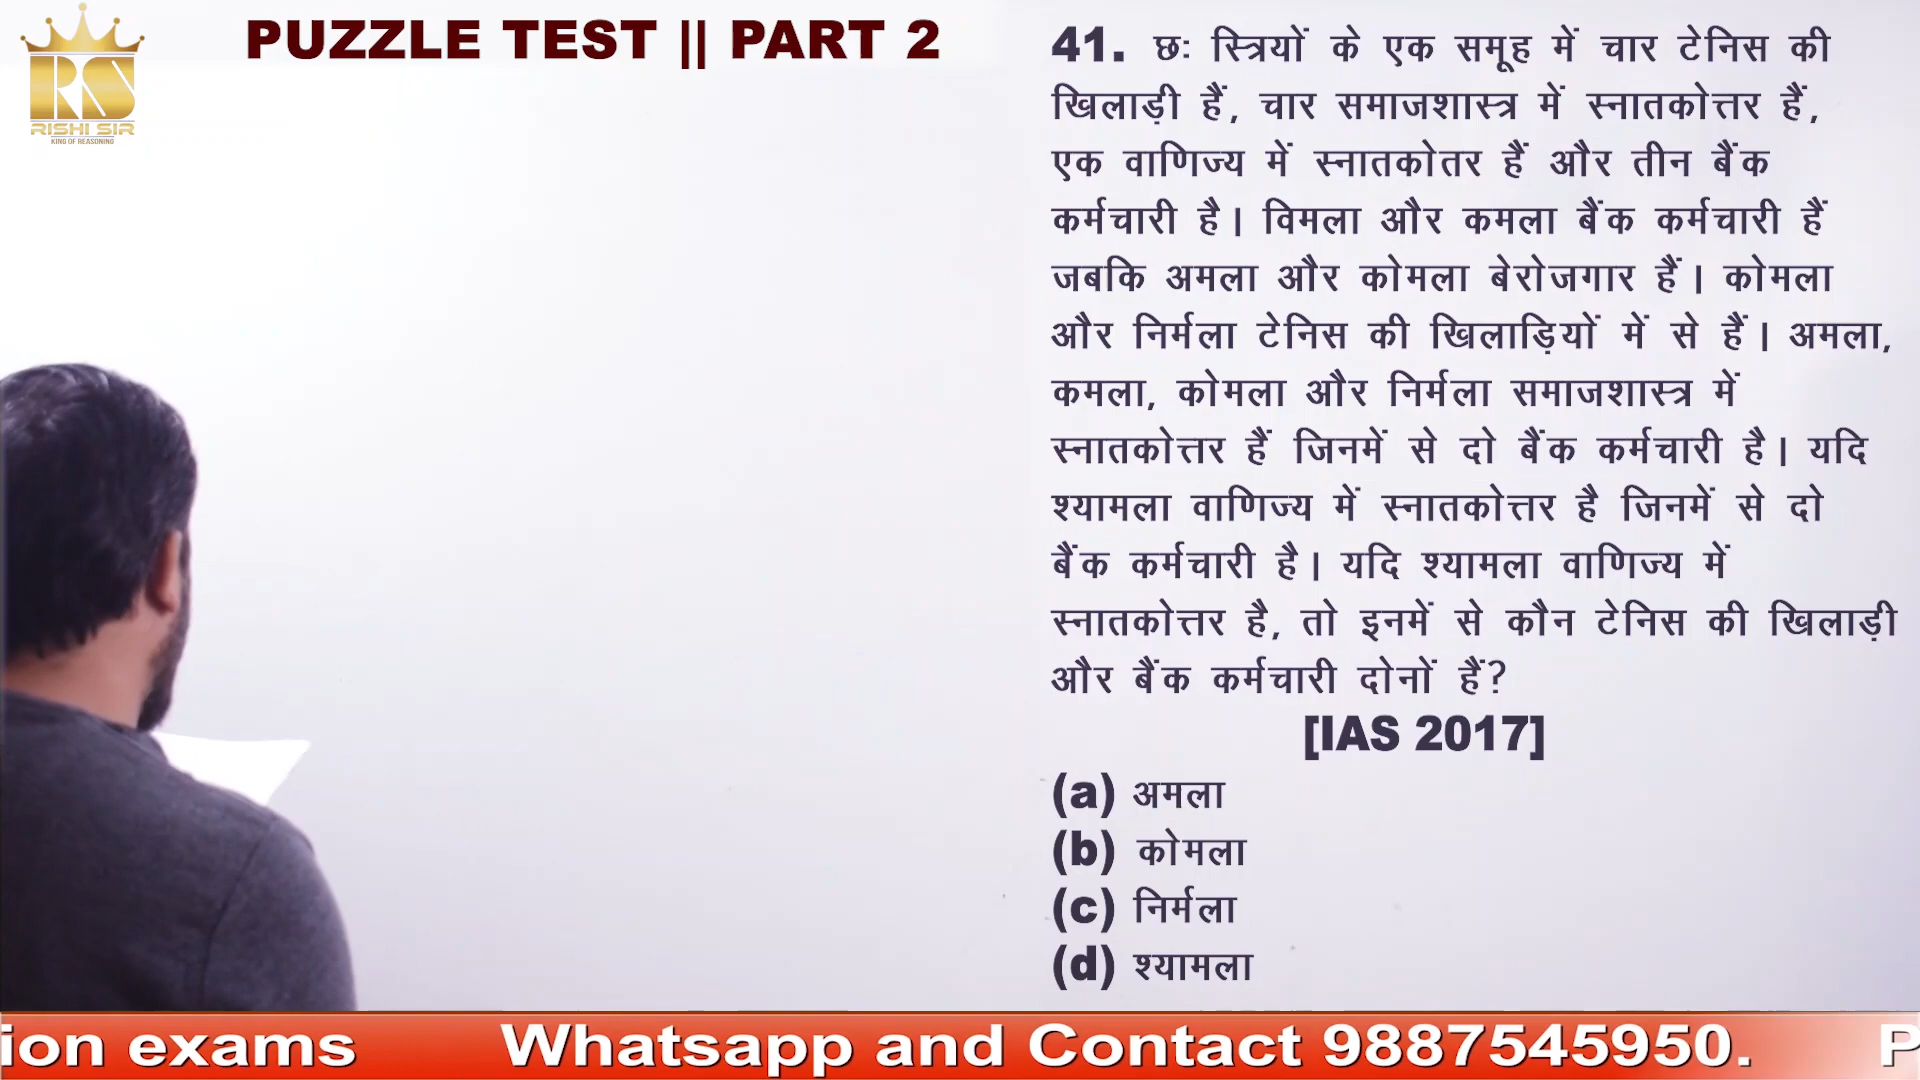 RS
RISHI SIR
KING OF REASONING
PUZZLE TEST || PART 2
41. छः स्त्रियों के एक समूह में चार टेनिस की
खिलाड़ी हैं, चार समाजशास्त्र में स्नातकोत्तर हैं,
एक वाणिज्य में स्नातकोतर हैं और तीन बैंक
कर्मचारी है। विमला और कमला बैंक कर्मचारी हैं
जबकि अमला और कोमला बेरोजगार हैं। कोमला
और निर्मला टेनिस की खिलाड़ियों में से हैं। अमला,
कमला, कोमला और निर्मला समाजशास्त्र में
स्नातकोत्तर हैं जिनमें से दो बैंक कर्मचारी है। यदि
श्यामला वाणिज्य में स्नातकोत्तर है जिनमें से दो
बैंक कर्मचारी है। यदि श्यामला वाणिज्य में
स्नातकोत्तर है, तो इनमें से कौन टेनिस की खिलाड़ी
और बैंक कर्मचारी दोनों हैं?
[IAS 2017]
(a) अमला
(b) कोमला
(c) निर्मला
(d) श्यामला
ion exams Whatsapp and Contact 9887545950. P